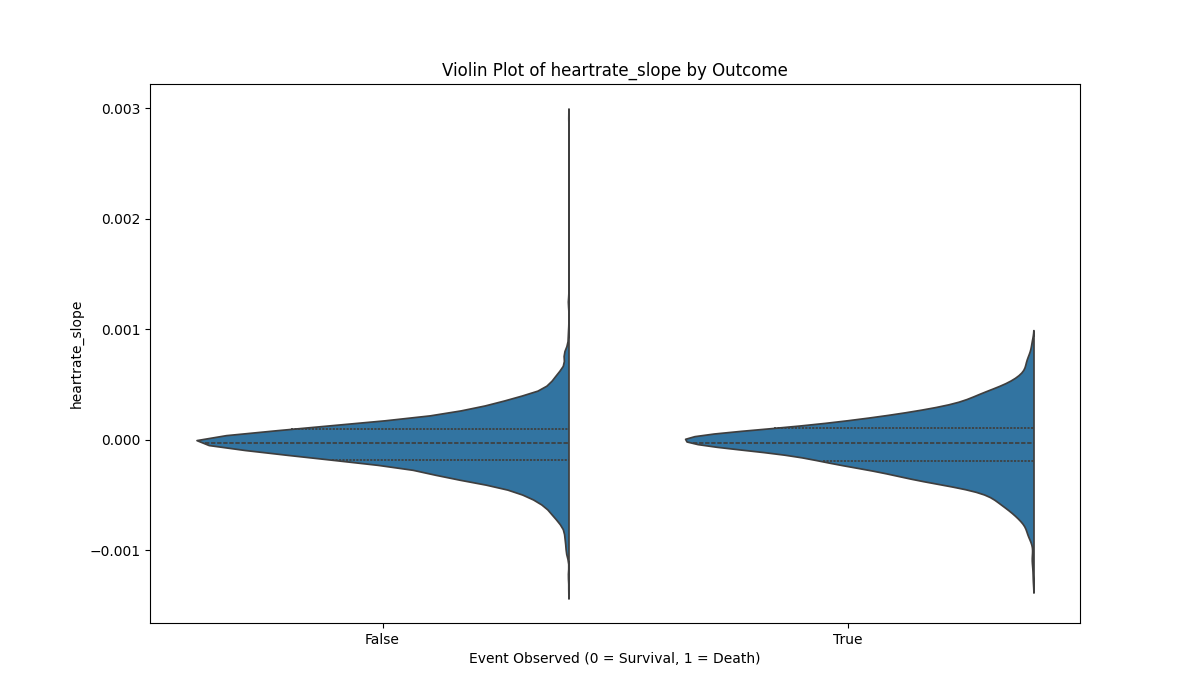 Violin Plot of heartrate_slope by Outcome
0.003
0.002
0.001
0.000
−0.001
heartrate_slope
False
True
Event Observed (0 = Survival, 1 = Death)